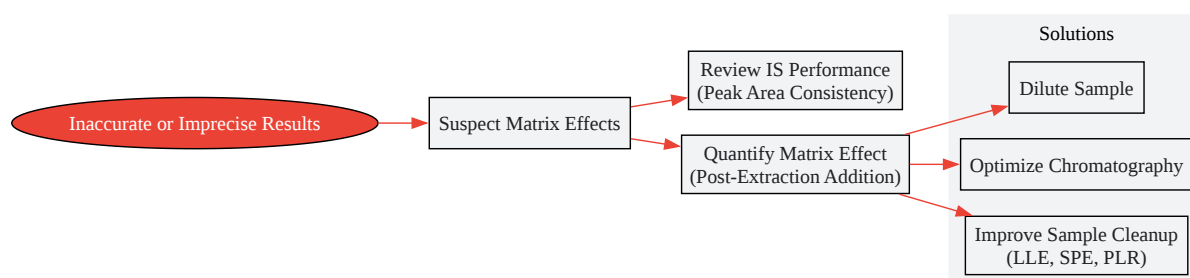 Solutions
Review IS Performance
(Peak Area Consistency)
Dilute Sample
Inaccurate or Imprecise Results
Suspect Matrix Effects
Quantify Matrix Effect
(Post-Extraction Addition)
Optimize Chromatography
Improve Sample Cleanup
(LLE, SPE, PLR)